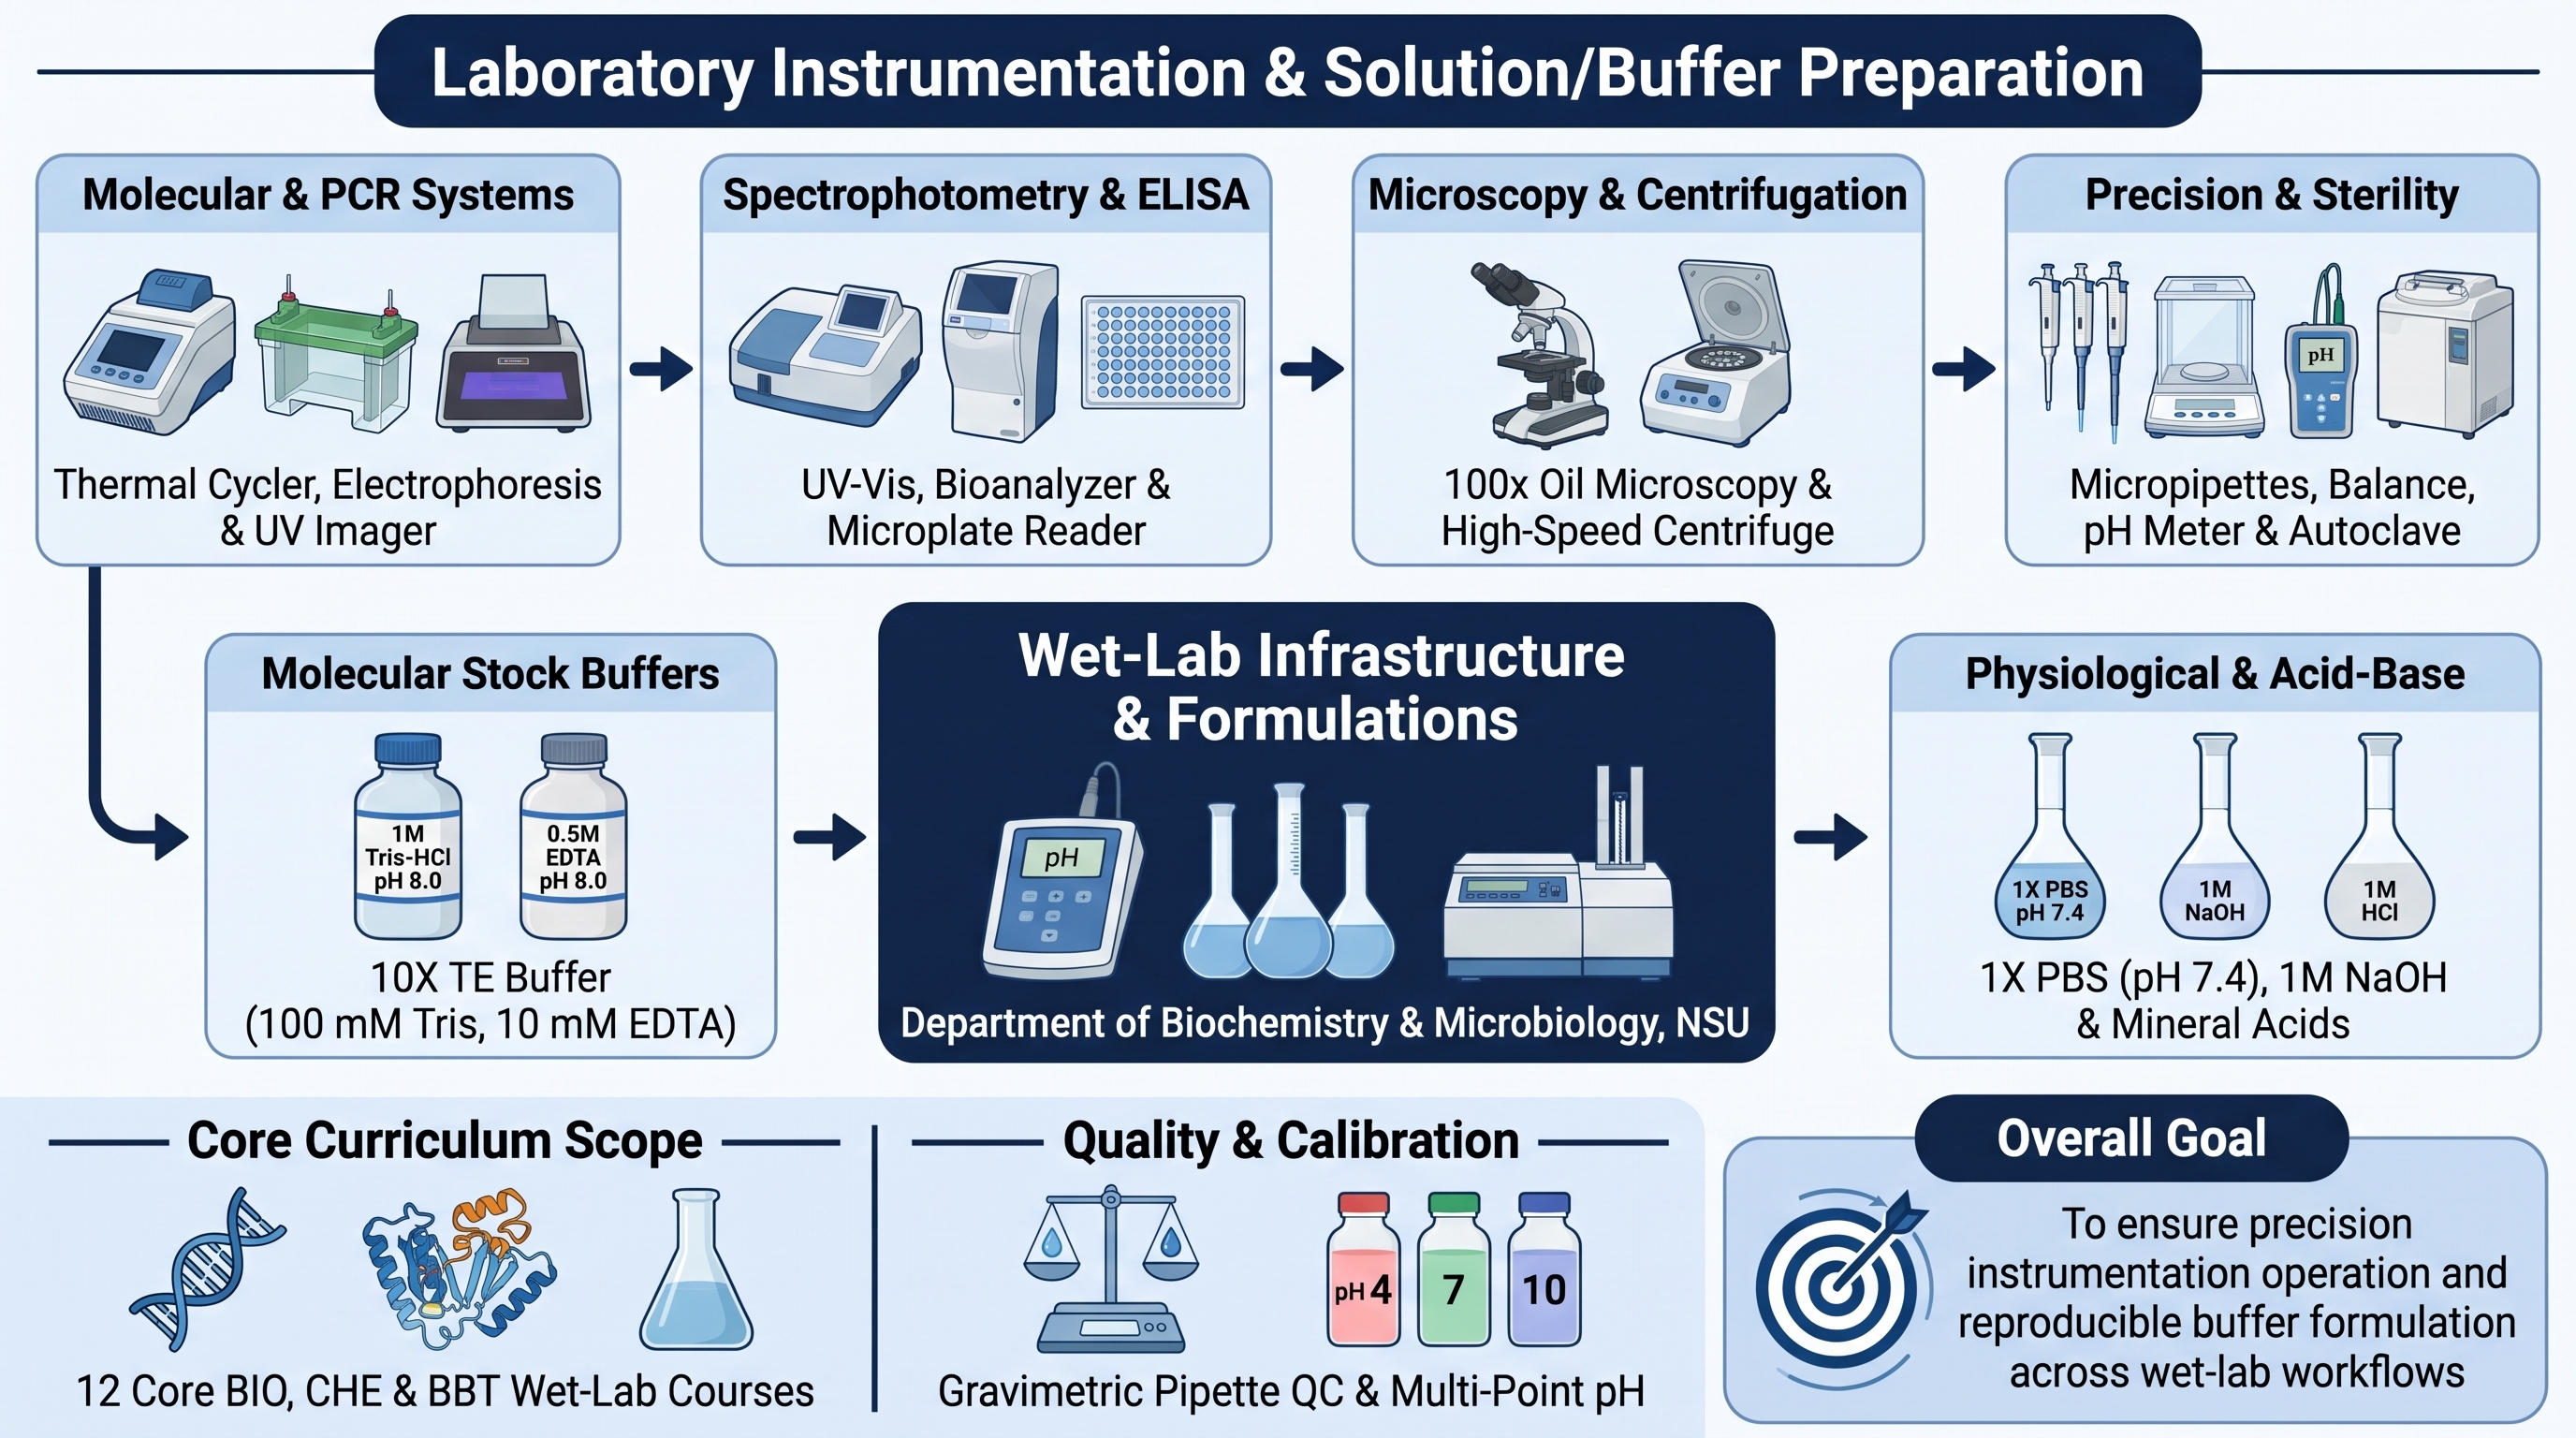 Laboratory Instrumentation & Solution/Buffer Preparation
Molecular & PCR Systems
Thermal Cycler, Electrophoresis
& UV Imager
Spectrophotometry & ELISA
UV-Vis, Bioanalyzer &
Microplate Reader
Microscopy & Centrifugation
100x Oil Microscopy &
High-Speed Centrifuge
Precision & Sterility
pH
Micropipettes, Balance,
pH Meter & Autoclave
Molecular Stock Buffers
1M
Tris-HCl
pH 8.0
0.5M
EDTA
pH 8.0
10X TE Buffer
(100 mM Tris, 10 mM EDTA)
Wet-Lab Infrastructure
& Formulations
pH
Department of Biochemistry & Microbiology, NSU
Physiological & Acid-Base
1X PBS
pH 7.4
1M
NaOH
1M
HCl
1X PBS (pH 7.4), 1M NaOH
& Mineral Acids
Core Curriculum Scope
12 Core BIO, CHE & BBT Wet-Lab Courses
Quality & Calibration
pH 4
7
10
Gravimetric Pipette QC & Multi-Point pH
Overall Goal
To ensure precision
instrumentation operation and
reproducible buffer formulation
across wet-lab workflows